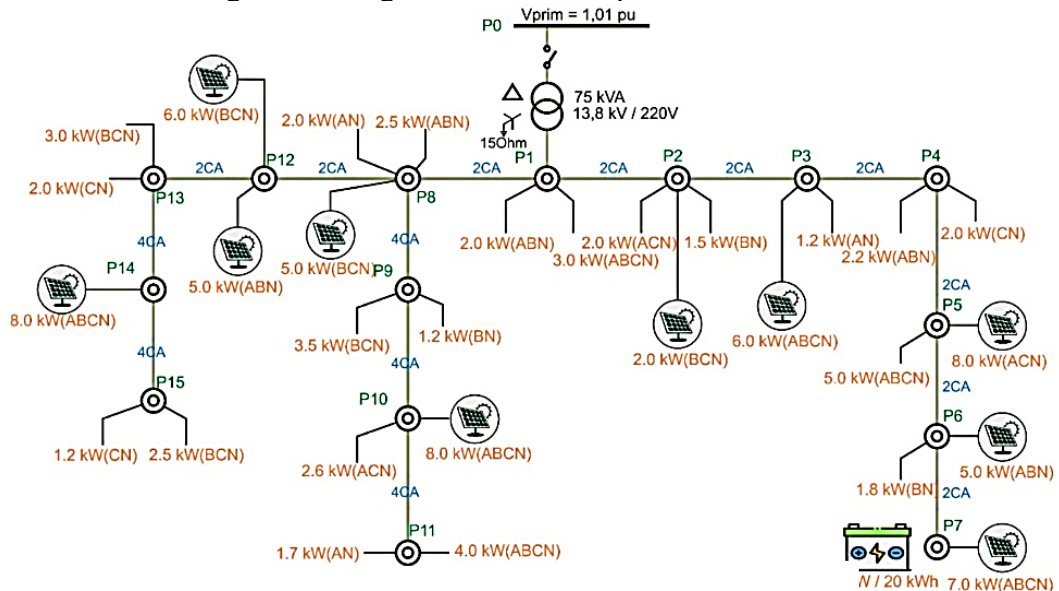 Vprim = 1,01 pu
P0
75 kVA
13,8 kV / 220V
15Ohm
6.0 kW(BCN)
2.0 kW(AN)
2.5 kW(ABN)
3.0 kW(BCN)
P12
P1
P2
P3
P4
2CA
2CA
2CA
2CA
2CA
2CA
2.0 kW(CN)
P13
P8
5.0 kW(ABN)
5.0 kW(BCN)
2.0 kW(ABN)
2.0 kW(ACN)
3.0 kW(ABCN)
1.5 kW(BN)
1.2 kW(AN)
2.0 kW(CN)
2.2 kW(ABN)
4CA
4CA
2CA
P14
P9
P5
8.0 kW(ABCN)
3.5 kW(BCN)
1.2 kW(BN)
2.0 kW(BCN)
6.0 kW(ABCN)
5.0 kW(ABCN)
8.0 kW(ACN)
4CA
4CA
2CA
P15
P10
P6
1.2 kW(CN)
2.5 kW(BCN)
2.6 kW(ACN)
8.0 kW(ABCN)
1.8 kW(BN)
5.0 kW(ABN)
4CA
2CA
P11
P7
1.7 kW(AN)
4.0 kW(ABCN)
N / 20 kWh
7.0 kW(ABCN)